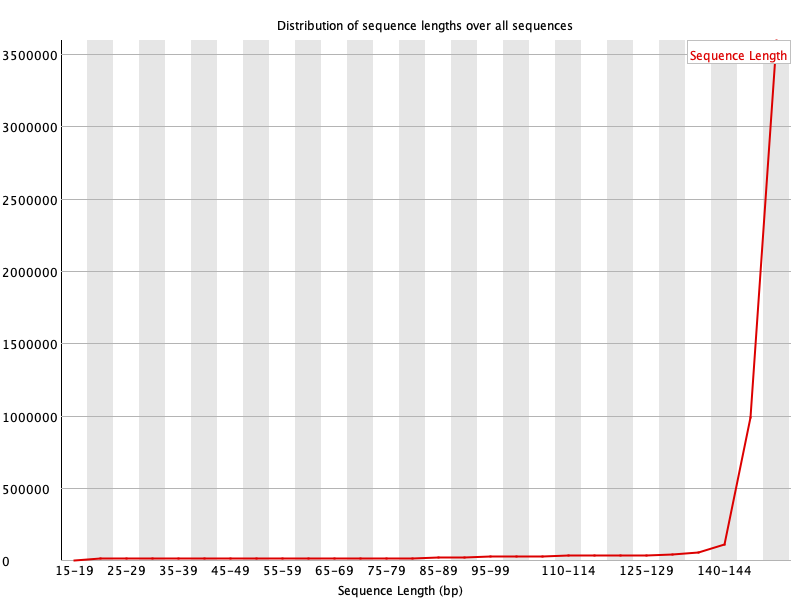 Distribution of sequence lengths over all sequences
Sequence Length
3500000
3000000
2500000
2000000
1500000
1000000
500000
0
15-19 25-29 35-39 45-49 55-59 65-69 75-79 85-89 95-99 110-114 125-129 140-144
Sequence Length (bp)